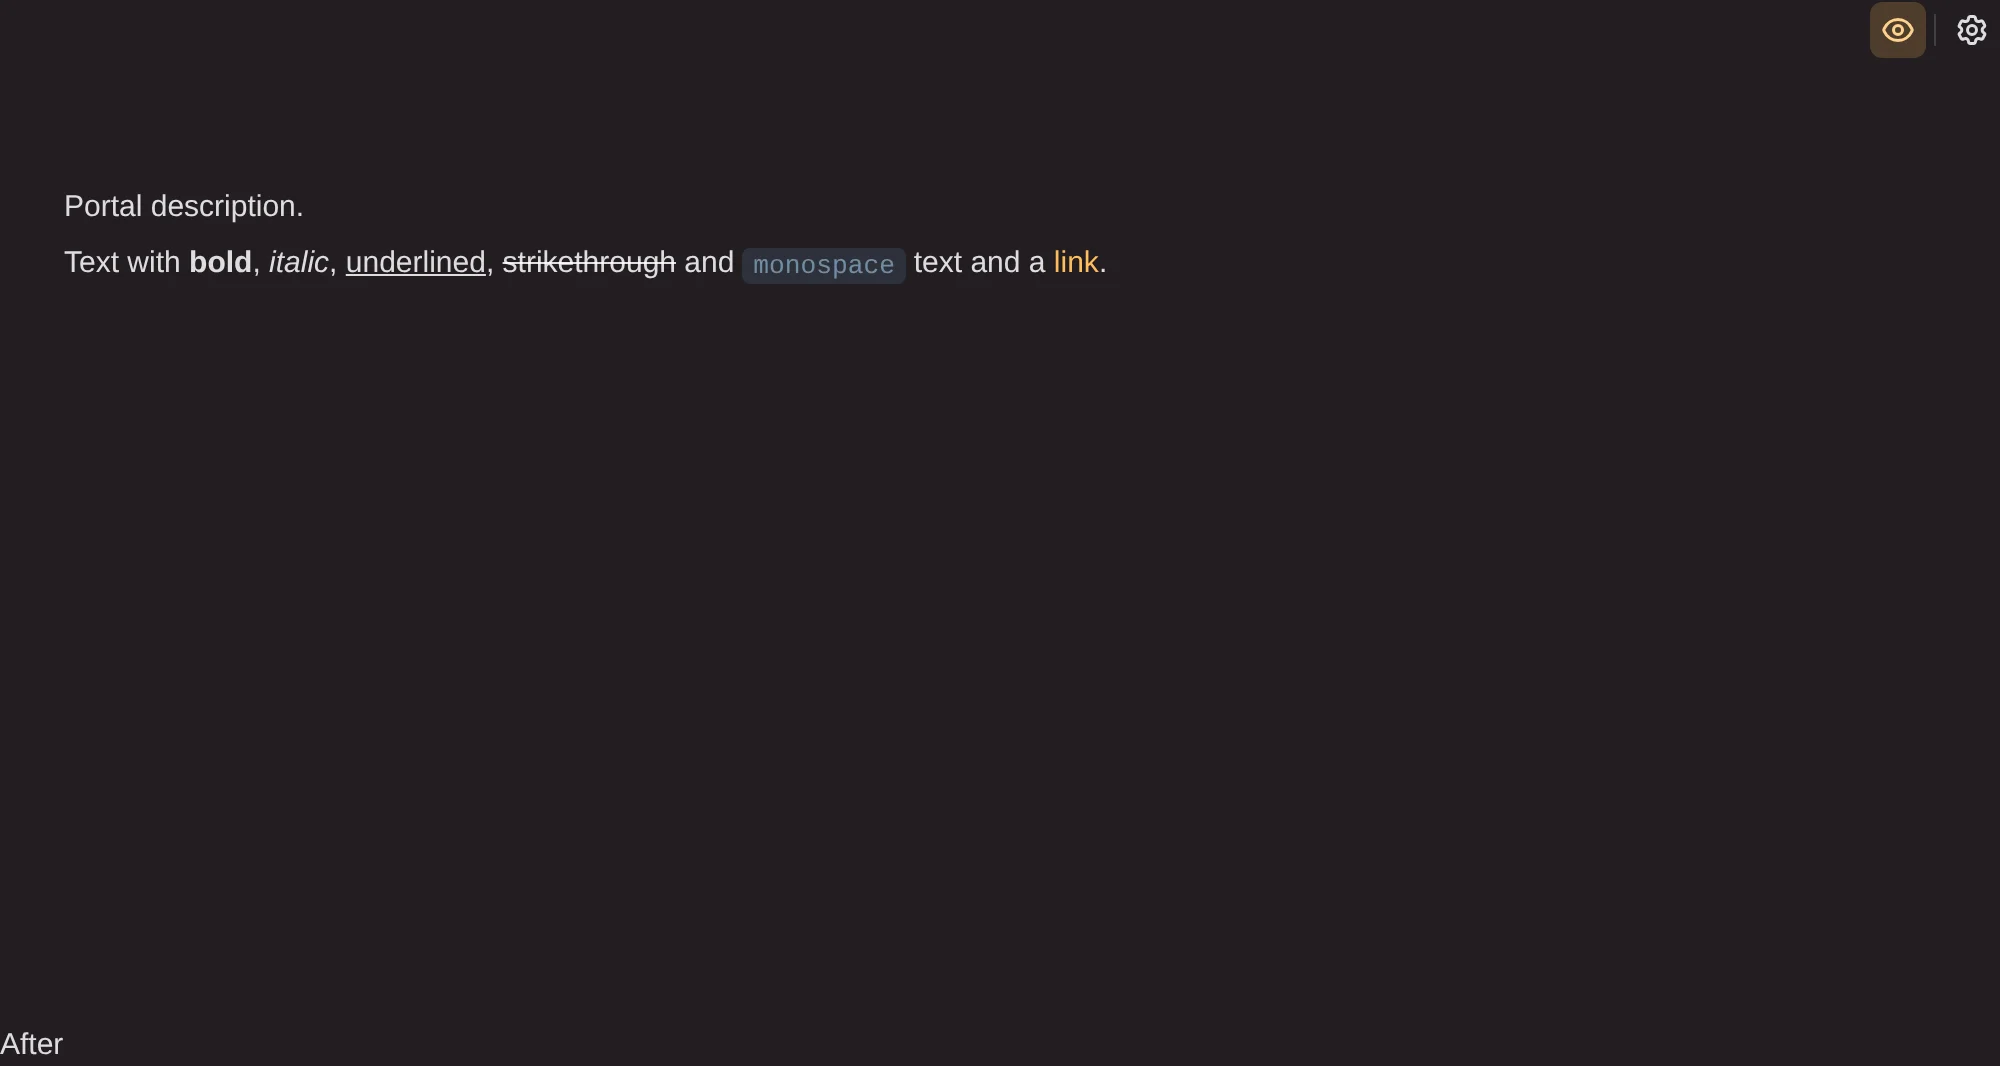 Portal description.
Text with bold, italic, underlined, strikethrough and monospace text and a link.
After